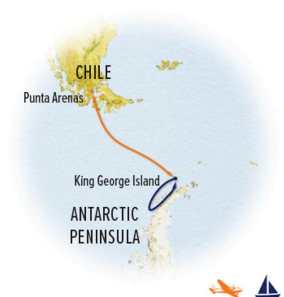 CHILE
Punta Arenas
King George Island
ANTARCTIC
PENINSULA